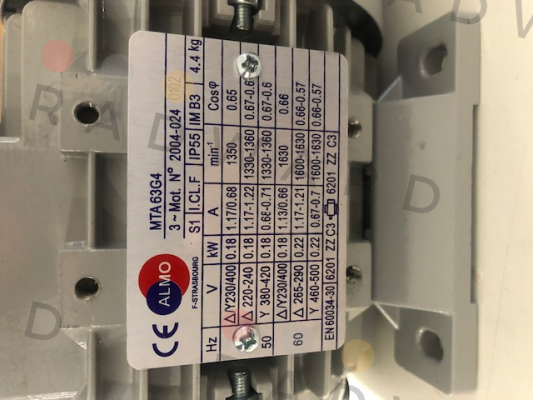 CE ALMO
F-STRASBOURG
MTA63G4
3~Mot. N° 2004-024 0102
S1 I.CL.F IP55 IM B3 4.4 kg
Hz V kW A min⁻¹ Cosφ
50
ΔY230/400 0.18 1.17/0.68 1350 0.65
Δ 220-240 0.18 1.17-1.22 1330-1360 0.67-0.6
Y 380-420 0.18 0.68-0.71 1330-1360 0.67-0.6
60
ΔY230/400 0.18 1.13/0.66 1630 0.66
Δ 265-290 0.22 1.17-1.21 1600-1630 0.66-0.57
Y 460-500 0.22 0.67-0.7 1600-1630 0.66-0.57
EN 60034-30 6201 ZZ C3 6201 ZZ C3
RADWARD